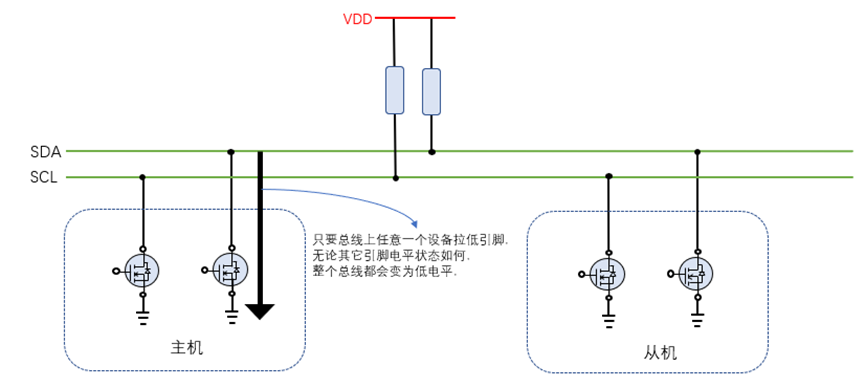 VDD
SDA
SCL
只要总线上任意一个设备拉低引脚.
无论其它引脚电平状态如何.
整个总线都会变为低电平.
主机
从机